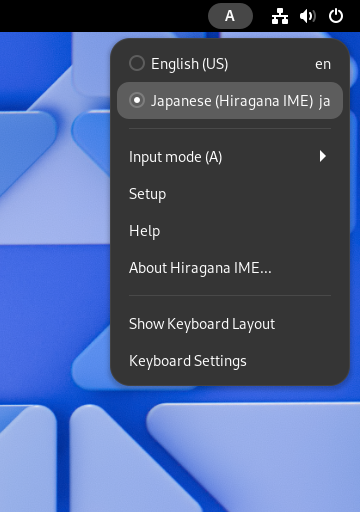 A
English (US) en
Japanese (Hiragana IME) ja
Input mode (A)
Setup
Help
About Hiragana IME...
Show Keyboard Layout
Keyboard Settings